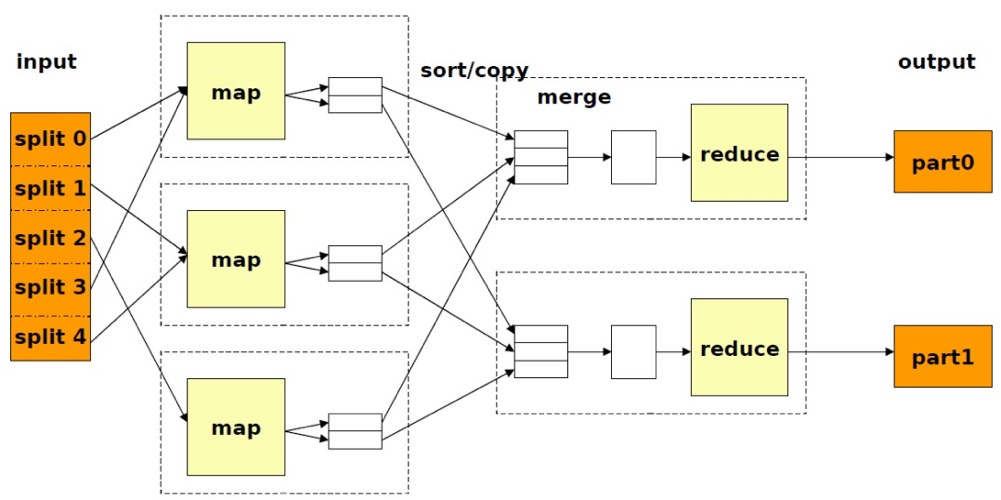 input
split 0
split 1
split 2
split 3
split 4
map
map
map
sort/copy
merge
reduce
reduce
output
part0
part1